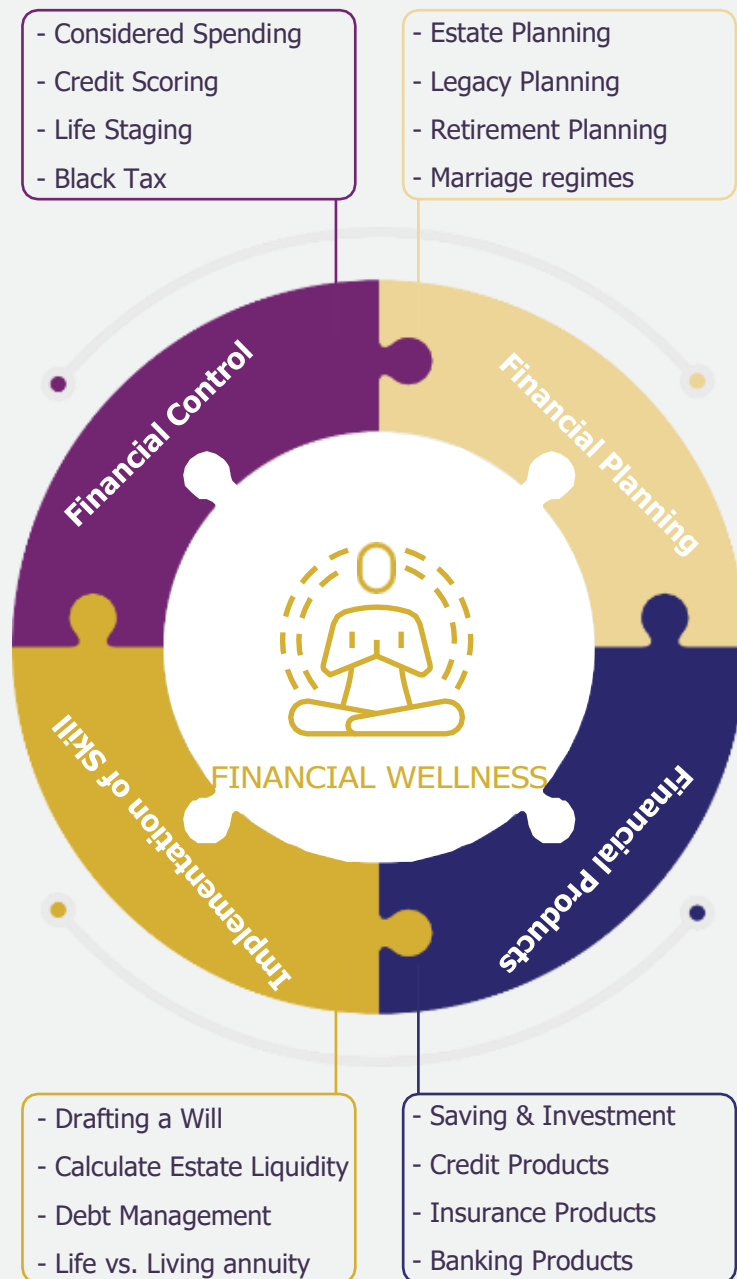 - Considered Spending
- Credit Scoring
- Life Staging
- Black Tax
- Estate Planning
- Legacy Planning
- Retirement Planning
- Marriage regimes
Financial Control
Financial Planning
FINANCIAL WELLNESS
Implementation of Skill
Financial Products
- Drafting a Will
- Calculate Estate Liquidity
- Debt Management
- Life vs. Living annuity
- Saving & Investment
- Credit Products
- Insurance Products
- Banking Products